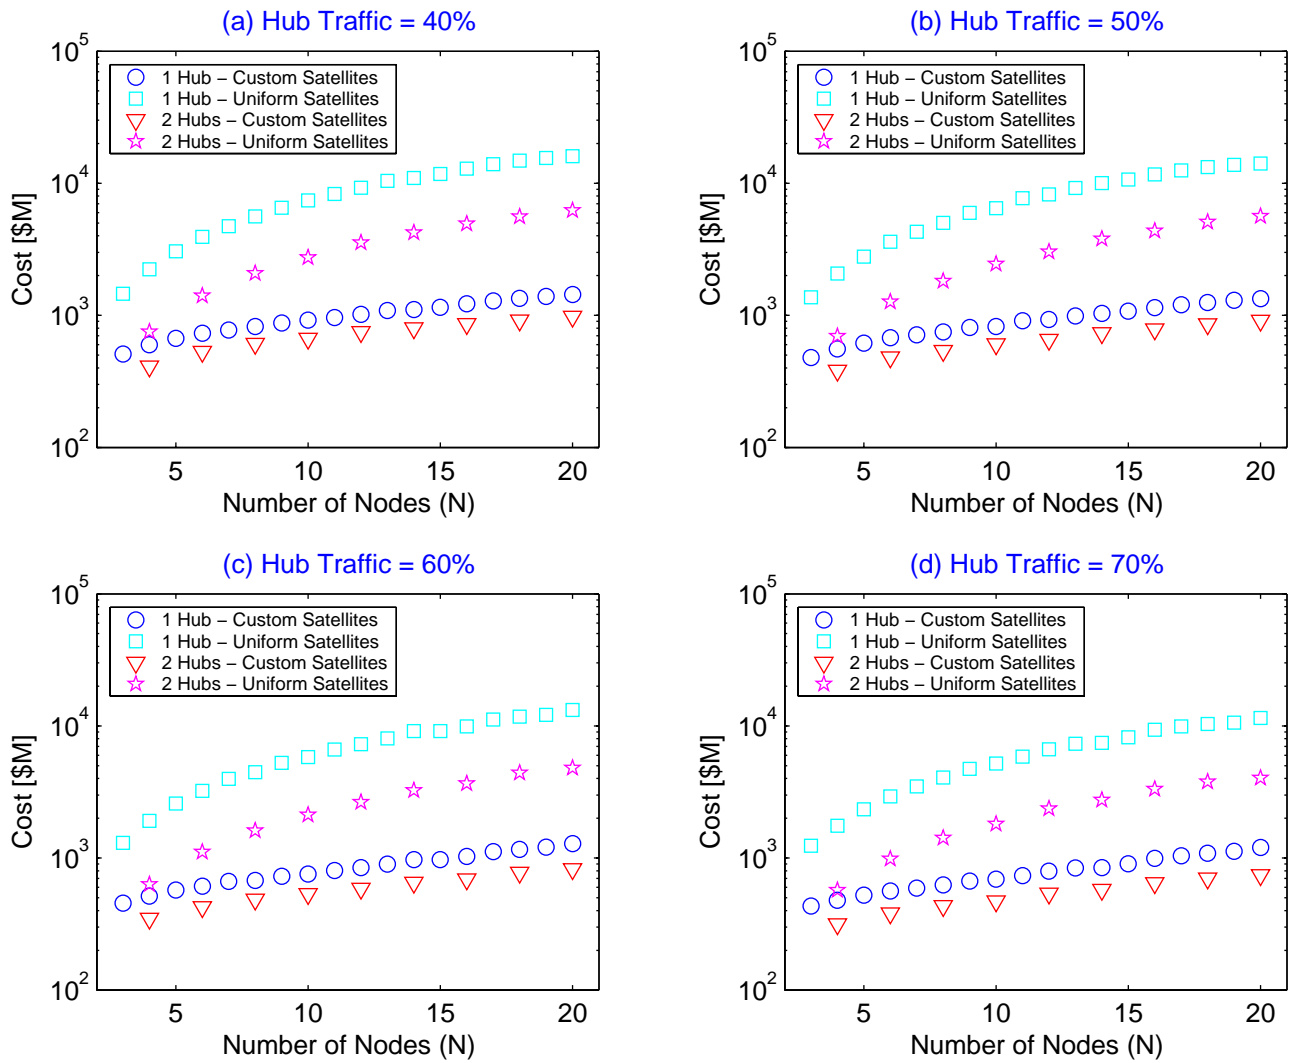 (a) Hub Traffic = 40%
10^5
10^4
10^3
10^2
Cost [$M]
1 Hub − Custom Satellites
1 Hub − Uniform Satellites
2 Hubs − Custom Satellites
2 Hubs − Uniform Satellites
5 10 15 20
Number of Nodes (N)
(b) Hub Traffic = 50%
10^5
10^4
10^3
10^2
Cost [$M]
1 Hub − Custom Satellites
1 Hub − Uniform Satellites
2 Hubs − Custom Satellites
2 Hubs − Uniform Satellites
5 10 15 20
Number of Nodes (N)
(c) Hub Traffic = 60%
10^5
10^4
10^3
10^2
Cost [$M]
1 Hub − Custom Satellites
1 Hub − Uniform Satellites
2 Hubs − Custom Satellites
2 Hubs − Uniform Satellites
5 10 15 20
Number of Nodes (N)
(d) Hub Traffic = 70%
10^5
10^4
10^3
10^2
Cost [$M]
1 Hub − Custom Satellites
1 Hub − Uniform Satellites
2 Hubs − Custom Satellites
2 Hubs − Uniform Satellites
5 10 15 20
Number of Nodes (N)